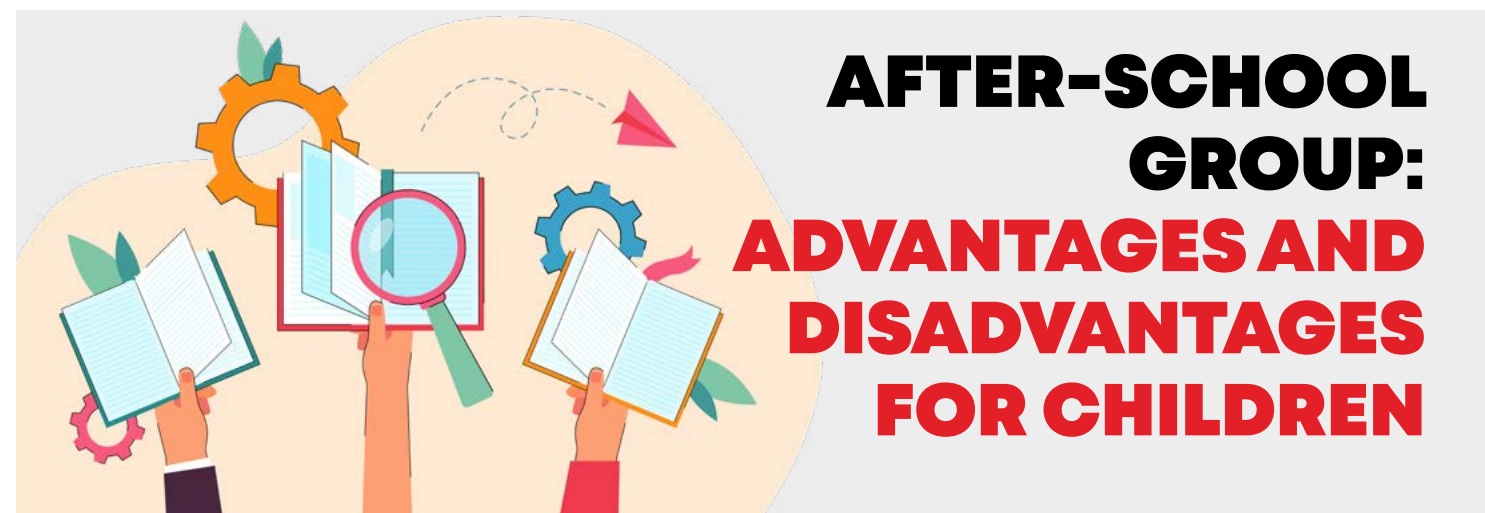 AFTER-SCHOOL
GROUP:
ADVANTAGES AND
DISADVANTAGES
FOR CHILDREN